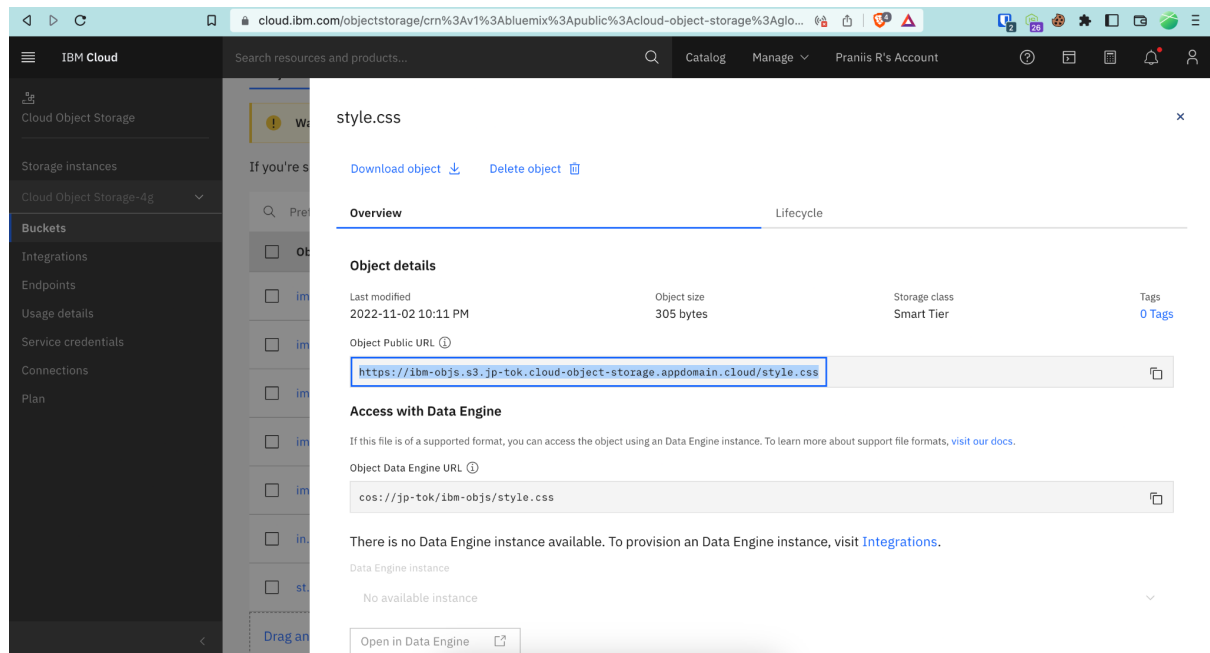 cloud.ibm.com/objectstorage/crn%3Av1%3Abluemix%3Apublic%3Acloud-object-storage%3Aglo...
2
26
IBM Cloud
Search resources and products...
Catalog
Manage
Praniis R's Account
Cloud Object Storage
Storage instances
Cloud Object Storage-4g
Buckets
Integrations
Endpoints
Usage details
Service credentials
Connections
Plan
Wa
If you're s
Pref
Ob
im
im
im
im
im
in.
st.
Drag an
style.css
Download object
Delete object
Overview
Lifecycle
Object details
Last modified
Object size
Storage class
Tags
2022-11-02 10:11 PM
305 bytes
Smart Tier
0 Tags
Object Public URL
https://ibm-objs.s3.jp-tok.cloud-object-storage.appdomain.cloud/style.css
Access with Data Engine
If this file is of a supported format, you can access the object using an Data Engine instance. To learn more about support file formats, visit our docs.
Object Data Engine URL
cos://jp-tok/ibm-objs/style.css
There is no Data Engine instance available. To provision an Data Engine instance, visit Integrations.
Data Engine instance
No available instance
Open in Data Engine